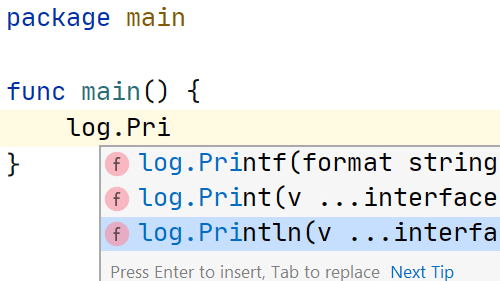 package main
func main() {
log.Pri
}
f log.Printf(format string
f log.Print(v ...interface
f log.Println(v ...interfa
Press Enter to insert, Tab to replace Next Tip